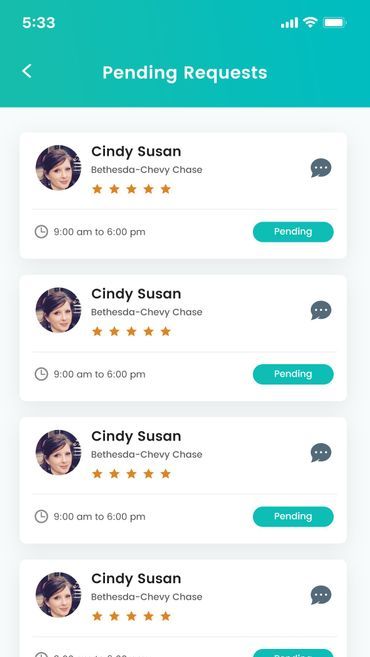 5:33
Pending Requests
Cindy Susan
Bethesda-Chevy Chase
9:00 am to 6:00 pm
Pending
Cindy Susan
Bethesda-Chevy Chase
9:00 am to 6:00 pm
Pending
Cindy Susan
Bethesda-Chevy Chase
9:00 am to 6:00 pm
Pending
Cindy Susan
Bethesda-Chevy Chase